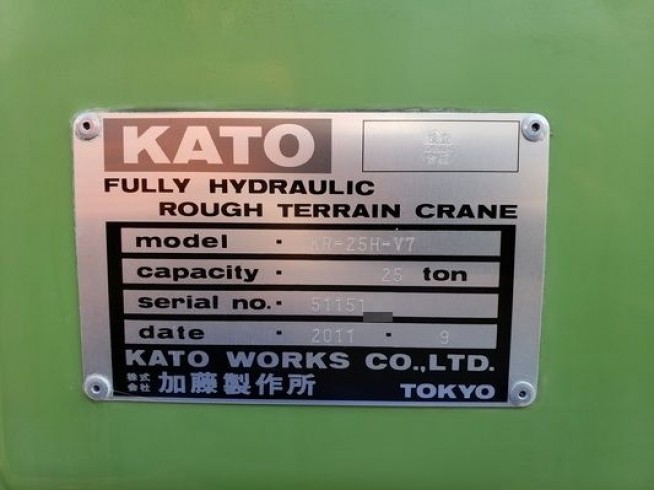 KATO
FULLY HYDRAULIC
ROUGH TERRAIN CRANE
model · KR-25H-V7
capacity · 25 ton
serial no. · 51151
date · 2011 · 9
KATO WORKS CO.,LTD.
株式会社 加藤製作所 TOKYO